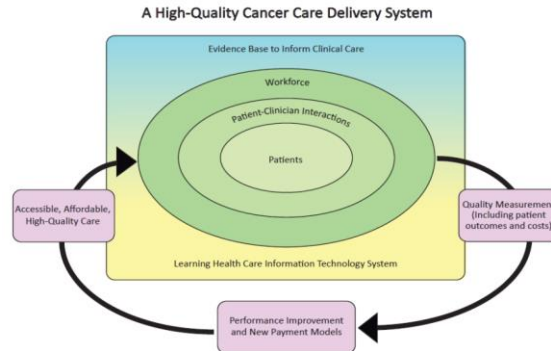 A High-Quality Cancer Care Delivery System
Evidence Base to Inform Clinical Care
Workforce
Patient-Clinician Interactions
Patients
Accessible, Affordable,
High-Quality Care
Quality Measurement
(Including patient
outcomes and costs)
Learning Health Care Information Technology System
Performance Improvement
and New Payment Models